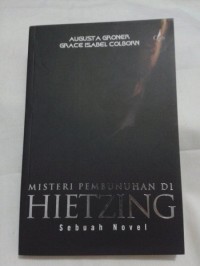 AUGUSTA GRONER
GRACE ISABEL COLBORN
MISTERI PEMBUNUHAN DI
HIETZING
Sebuah Novel